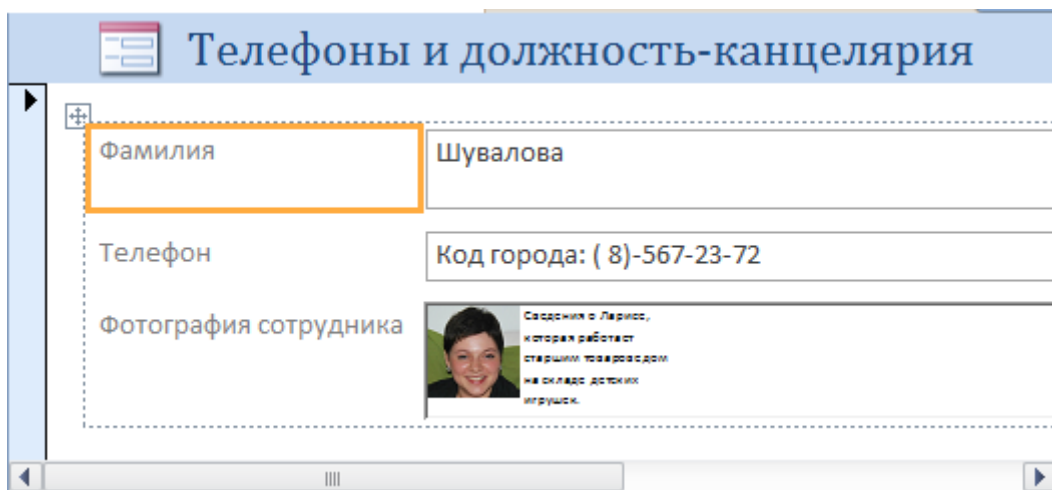 Телефоны и должность-канцелярия
Фамилия
Шувалова
Телефон
Код города: ( 8)-567-23-72
Фотография сотрудника
Сведения о Ларисе,
которая работает
старшим товароведом
на складе детских
игрушек.